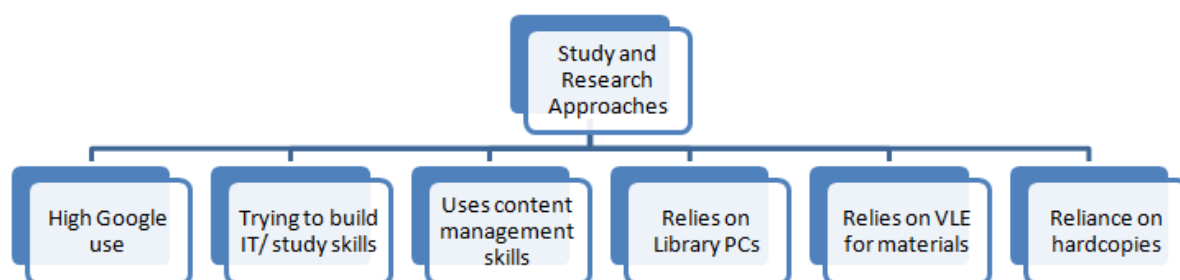 Study and
Research
Approaches
High Google
use
Trying to build
IT/ study skills
Uses content
management
skills
Relies on
Library PCs
Relies on VLE
for materials
Reliance on
hardcopies